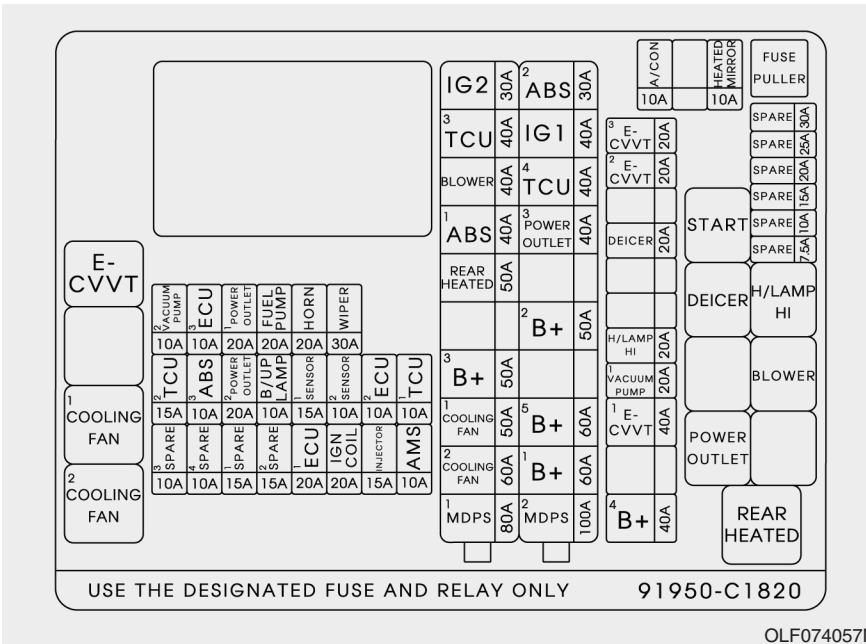 A/CON
10A
HEATED
MIRROR
10A
FUSE
PULLER
SPARE 30A
SPARE 25A
SPARE 20A
SPARE 15A
SPARE 10A
SPARE 7.5A
IG2 30A
2 ABS 30A
3 TCU 40A
IG1 40A
BLOWER 40A
4 TCU 40A
1 ABS 40A
3 POWER
OUTLET 40A
REAR
HEATED 50A
2 B+ 50A
3 B+ 50A
1 COOLING
FAN 50A
5 B+ 60A
2 COOLING
FAN 60A
1 B+ 60A
1 MDPS 80A
2 MDPS 100A
3 E-
CVVT 20A
2 E-
CVVT 20A
DEICER 20A
H/LAMP
HI 20A
1 VACUUM
PUMP 20A
1 E-
CVVT 40A
4 B+ 40A
START
DEICER
H/LAMP
HI
BLOWER
POWER
OUTLET
REAR
HEATED
E-
CVVT
1 COOLING
FAN
2 COOLING
FAN
2 VACUUM
PUMP
10A
3 ECU
10A
1 POWER
OUTLET
20A
FUEL
PUMP
20A
HORN
20A
WIPER
30A
2 TCU
15A
3 ABS
10A
2 POWER
OUTLET
20A
B/UP
LAMP
10A
1 SENSOR
15A
2 SENSOR
10A
2 ECU
10A
1 TCU
10A
3 SPARE
10A
4 SPARE
10A
1 SPARE
15A
2 SPARE
15A
1 ECU
20A
IGN
COIL
20A
INJECTOR
15A
AMS
10A
USE THE DESIGNATED FUSE AND RELAY ONLY 91950-C1820
OLF074057L